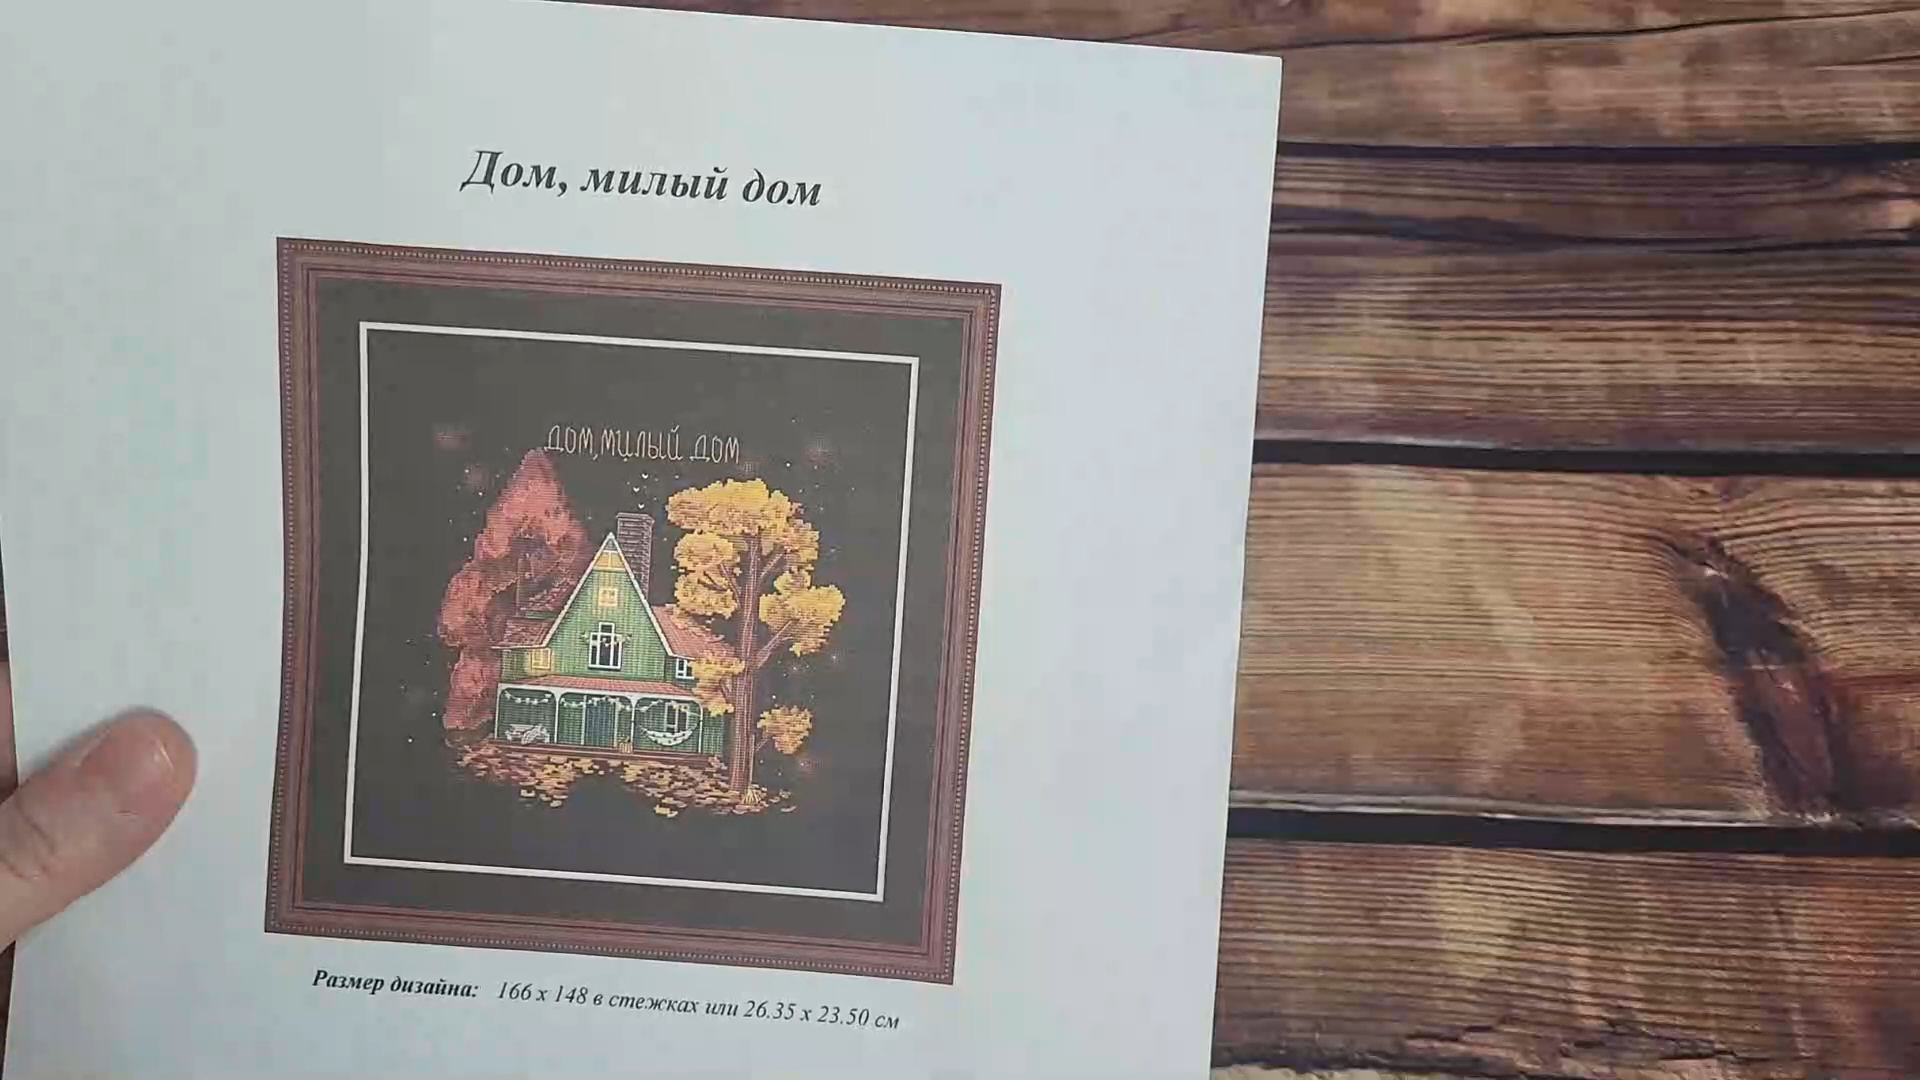 Дом, милый дом
дом, милый дом
Размер дизайна: 166 x 148 в стежках или 26.35 x 23.50 см